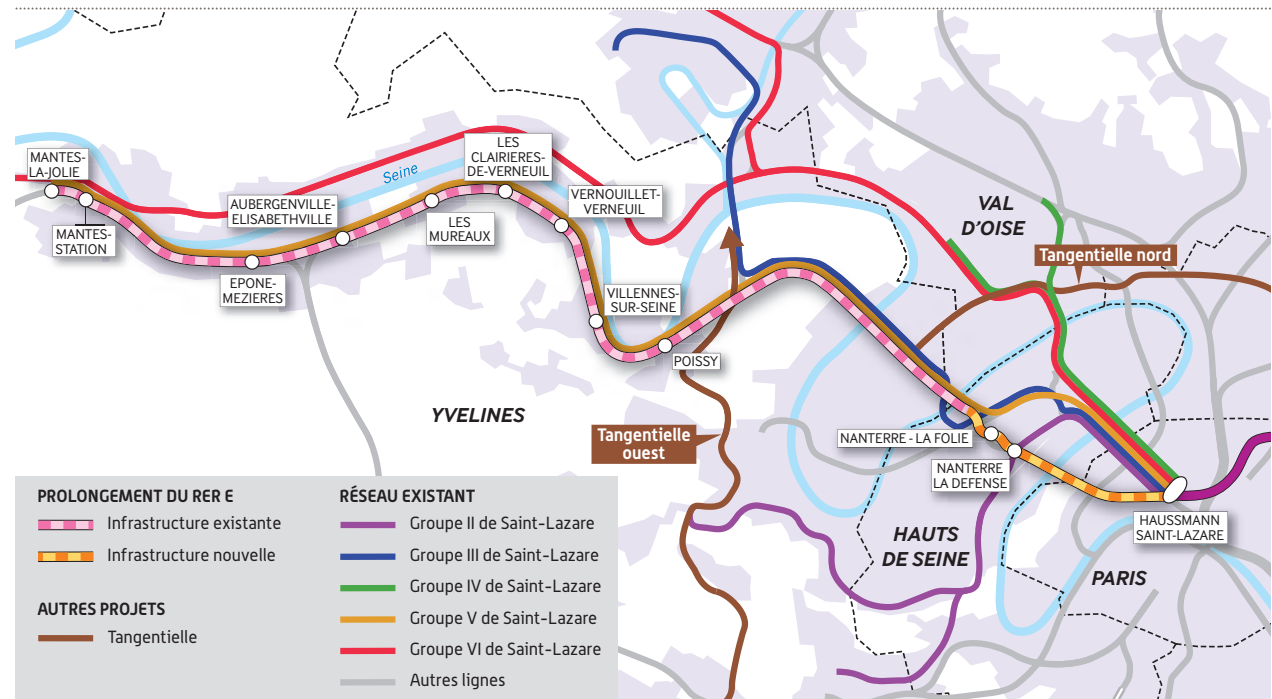 MANTES-
LA-JOLIE
MANTES-
STATION
EPONE-
MEZIERES
AUBERGENVILLE-
ELISABETHVILLE
Seine
LES
MUREAUX
LES
CLAIRIERES-
DE-VERNEUIL
VERNOUILLET-
VERNEUIL
VILLENNES-
SUR-SEINE
POISSY
YVELINES
Tangentielle
ouest
VAL
D'OISE
Tangentielle nord
NANTERRE - LA FOLIE
NANTERRE
LA DEFENSE
HAUTS
DE SEINE
PARIS
HAUSSMANN
SAINT-LAZARE
PROLONGEMENT DU RER E
Infrastructure existante
Infrastructure nouvelle
AUTRES PROJETS
Tangentielle
RÉSEAU EXISTANT
Groupe II de Saint-Lazare
Groupe III de Saint-Lazare
Groupe IV de Saint-Lazare
Groupe V de Saint-Lazare
Groupe VI de Saint-Lazare
Autres lignes